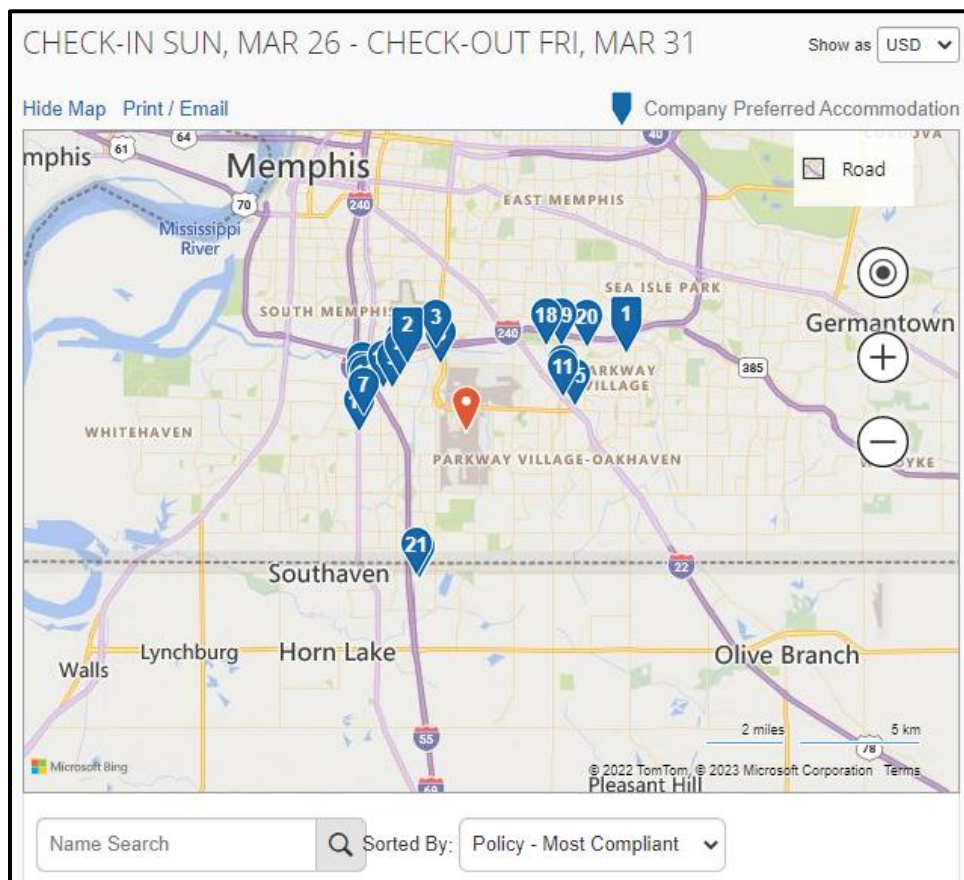 CHECK-IN SUN, MAR 26 - CHECK-OUT FRI, MAR 31
Show as USD
Hide Map Print / Email
Company Preferred Accommodation
64
40
61
mphis
Memphis
Road
70
240
EAST MEMPHIS
Mississippi
River
SEA ISLE PARK
SOUTH MEMPHIS
2 3 18 9 20 1
240
Germantown
11 5
PARKWAY
VILLAGE
385
7
1
WHITEHAVEN
PARKWAY VILLAGE-OAKHAVEN
21
Southaven
22
Lynchburg
Horn Lake
Olive Branch
Walls
2 miles 5 km
55
78
Microsoft Bing
© 2022 TomTom, © 2023 Microsoft Corporation Terms
Pleasant Hill
69
Name Search
Sorted By: Policy - Most Compliant